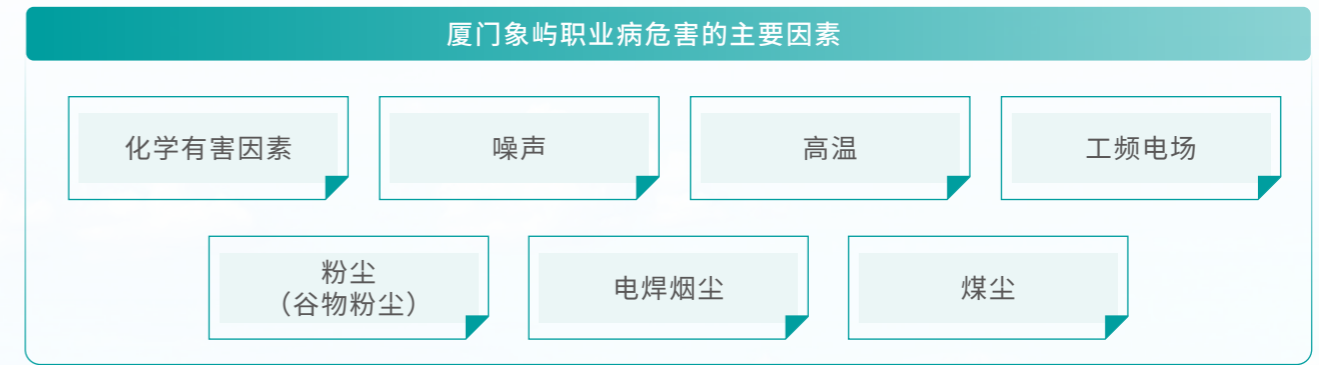 厦门象屿职业病危害的主要因素
化学有害因素
噪声
高温
工频电场
粉尘
（谷物粉尘）
电焊烟尘
煤尘